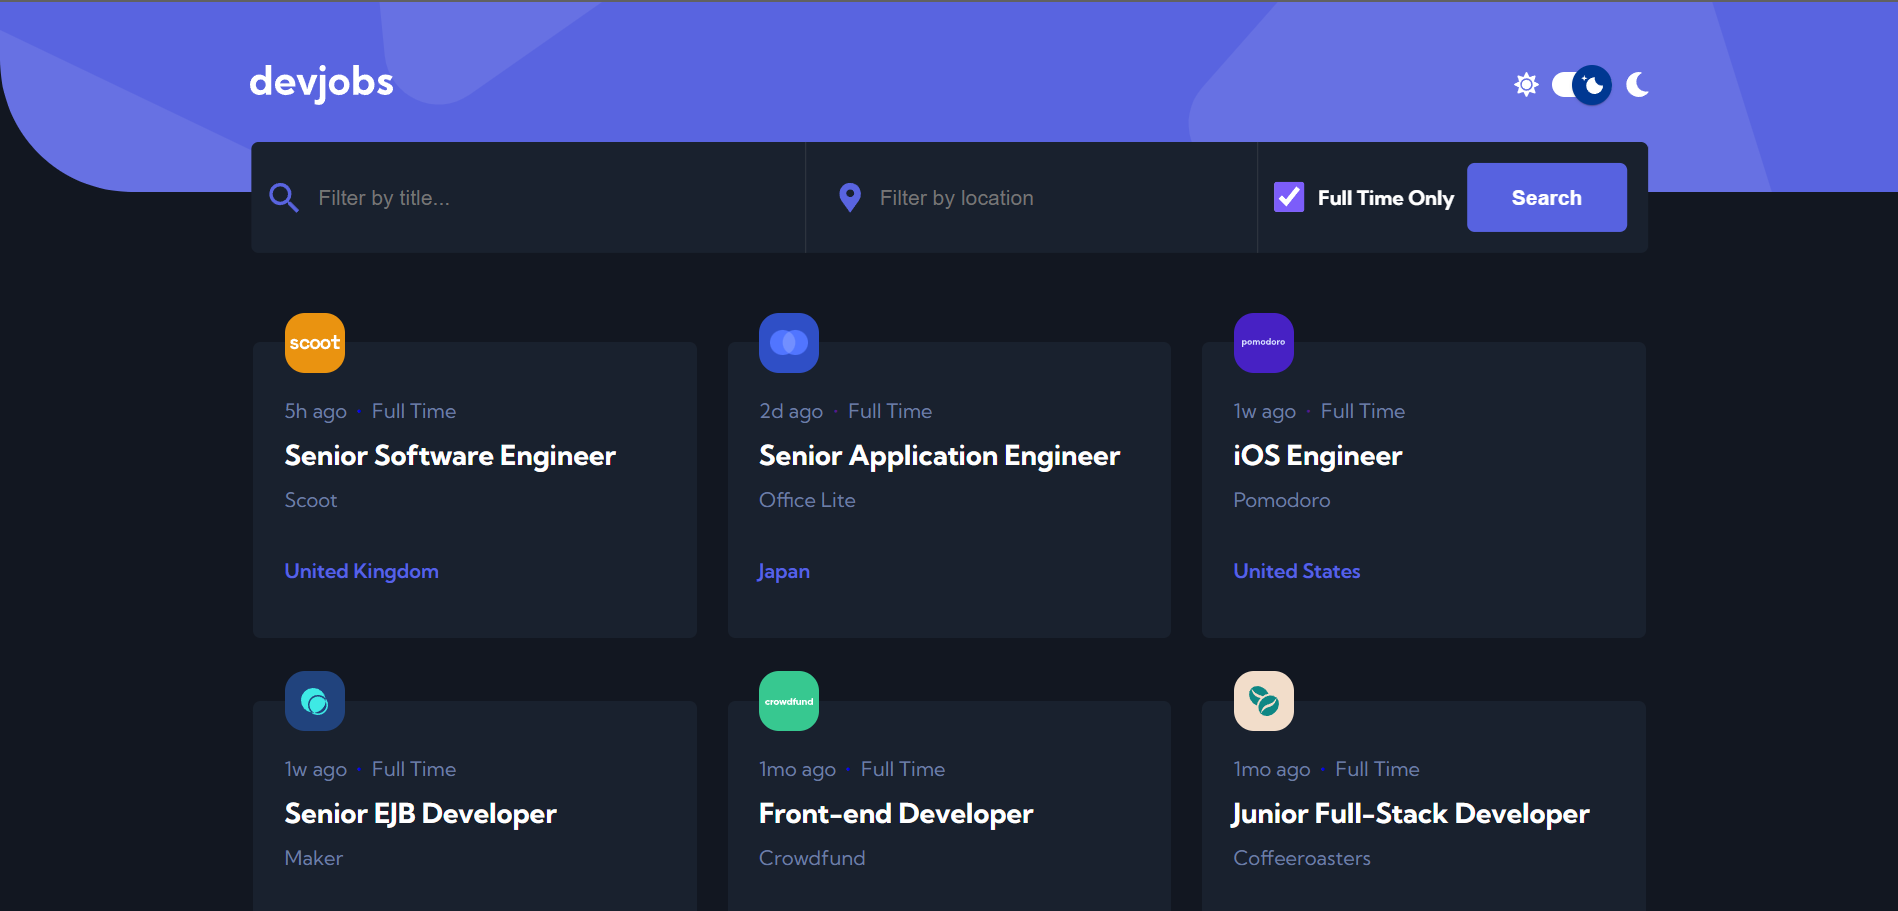 devjobs
Filter by title...
Filter by location
Full Time Only
Search
scoot
5h ago • Full Time
Senior Software Engineer
Scoot
United Kingdom
2d ago • Full Time
Senior Application Engineer
Office Lite
Japan
pomodoro
1w ago • Full Time
iOS Engineer
Pomodoro
United States
1w ago • Full Time
Senior EJB Developer
Maker
crowdfund
1mo ago • Full Time
Front-end Developer
Crowdfund
1mo ago • Full Time
Junior Full-Stack Developer
Coffeeroasters